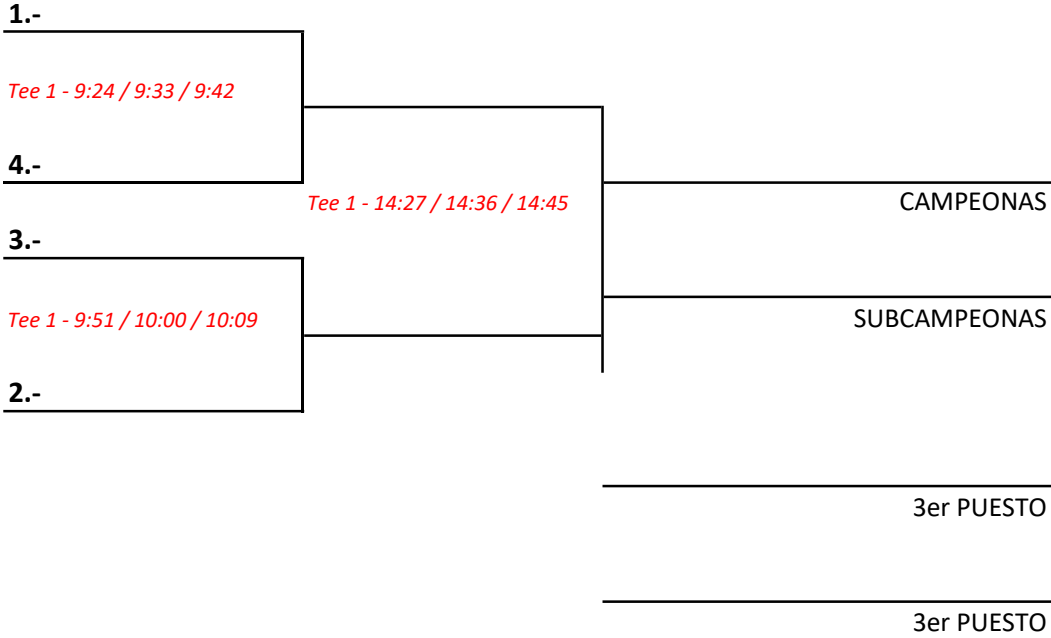 1.-
Tee 1 - 9:24 / 9:33 / 9:42
4.-
Tee 1 - 14:27 / 14:36 / 14:45
CAMPEONAS
3.-
Tee 1 - 9:51 / 10:00 / 10:09
SUBCAMPEONAS
2.-
3er PUESTO
3er PUESTO